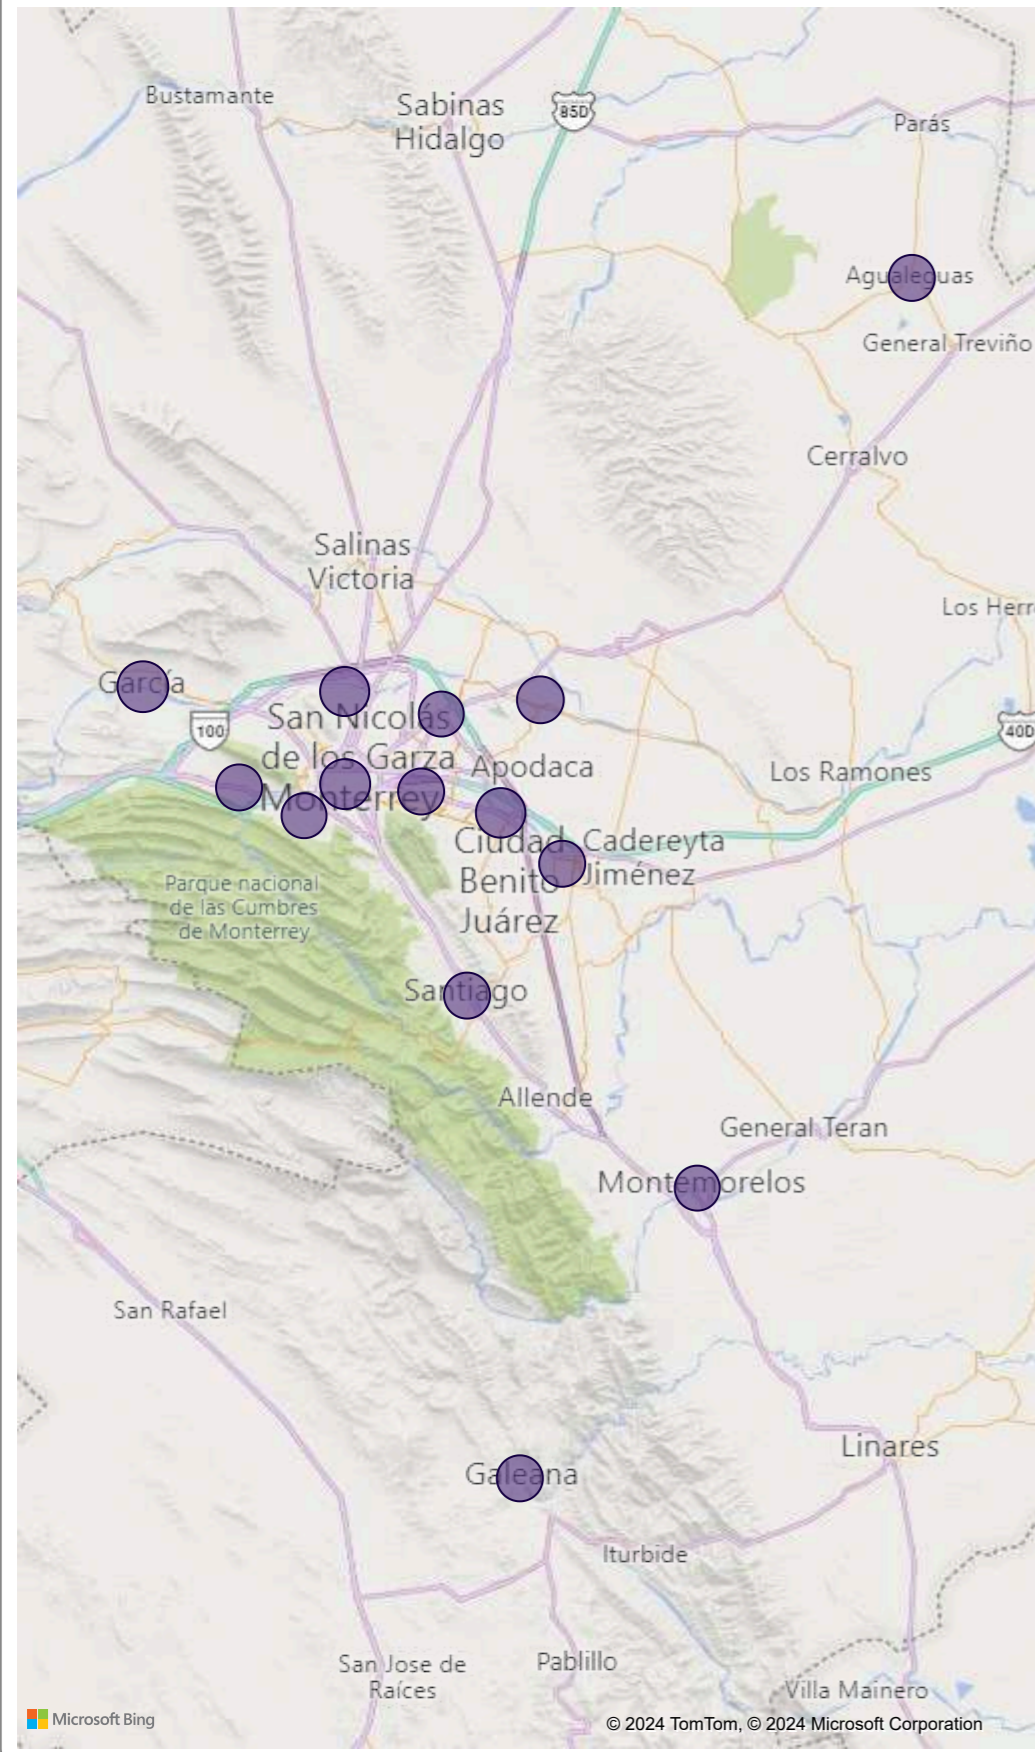 Bustamante
Sabinas
Hidalgo
85D
Parás
Agualeguas
General Treviño
Cerralvo
Salinas
Victoria
Los Herr
García
100
San Nicolás
de los Garza
Monterrey
Apodaca
40D
Los Ramones
Ciudad
Benito
Juárez
Cadereyta
Jiménez
Parque nacional
de las Cumbres
de Monterrey
Santiago
Allende
General Teran
Montemorelos
San Rafael
Linares
Galeana
Iturbide
San Jose de
Raíces
Pablillo
Villa Mainero
Microsoft Bing
© 2024 TomTom, © 2024 Microsoft Corporation